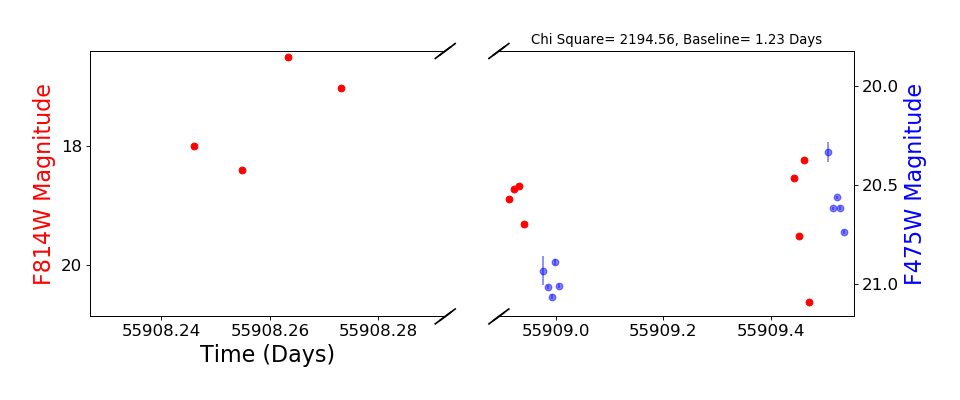 Chi Square= 2194.56, Baseline= 1.23 Days
F814W Magnitude
18
20
20.0
20.5
21.0
F475W Magnitude
55908.24
55908.26
55908.28
55909.0
55909.2
55909.4
Time (Days)